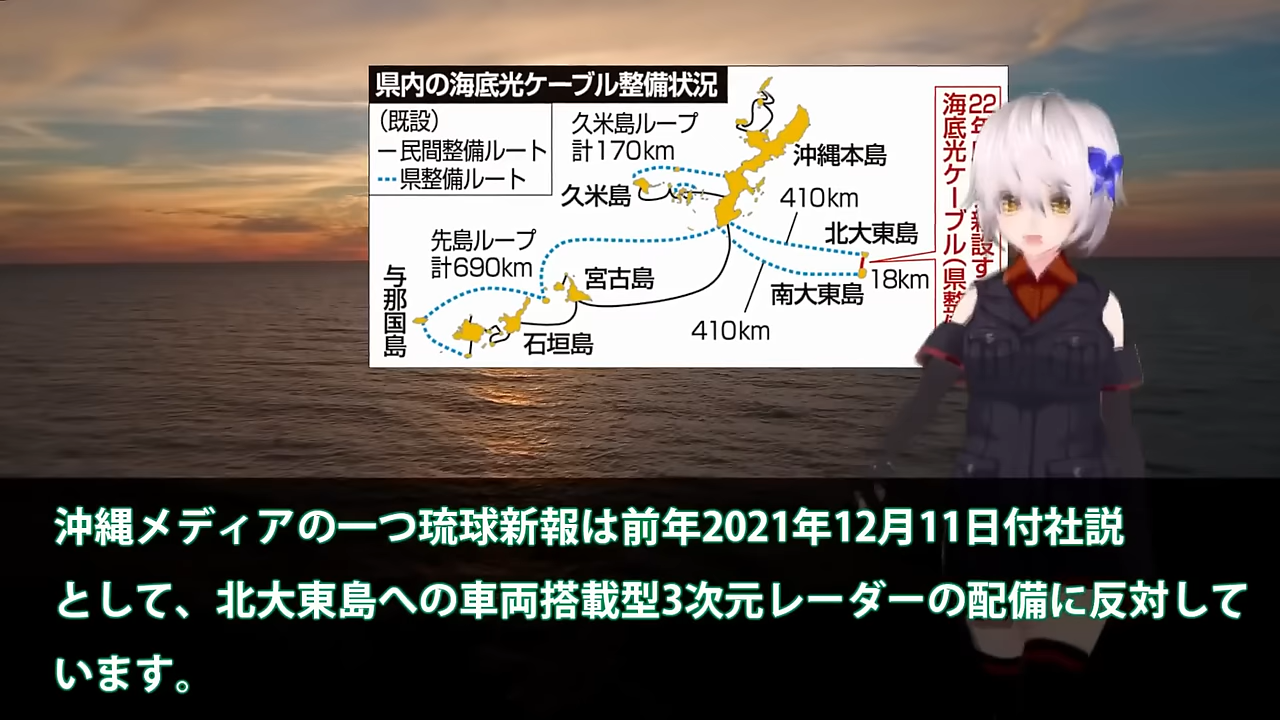 県内の海底光ケーブル整備状況
(既設)
民間整備ルート
県整備ルート
久米島ループ
計170km
久米島
沖縄本島
410km
北大東島
18km
南大東島
410km
先島ループ
計690km
宮古島
与那国島
石垣島
22年
海底光ケーブル(県整
沖縄メディアの一つ琉球新報は前年2021年12月11日付社説
として、北大東島への車両搭載型3次元レーダーの配備に反対して
います。